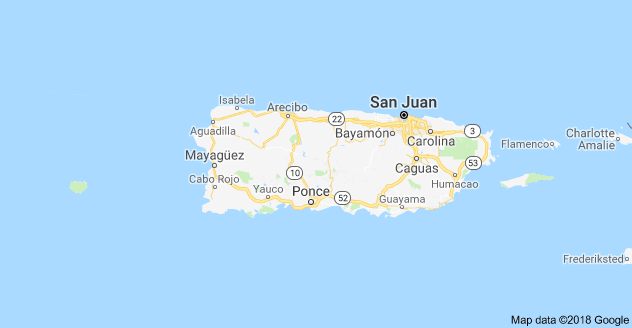 Isabela
Arecibo
San Juan
22
Aguadilla
Bayamón
Carolina
3
Charlotte
Amalie
Flamenco
Mayagüez
Caguas
53
Cabo Rojo
10
Humacao
Yauco
Ponce
52
Guayama
Frederiksted
Map data ©2018 Google